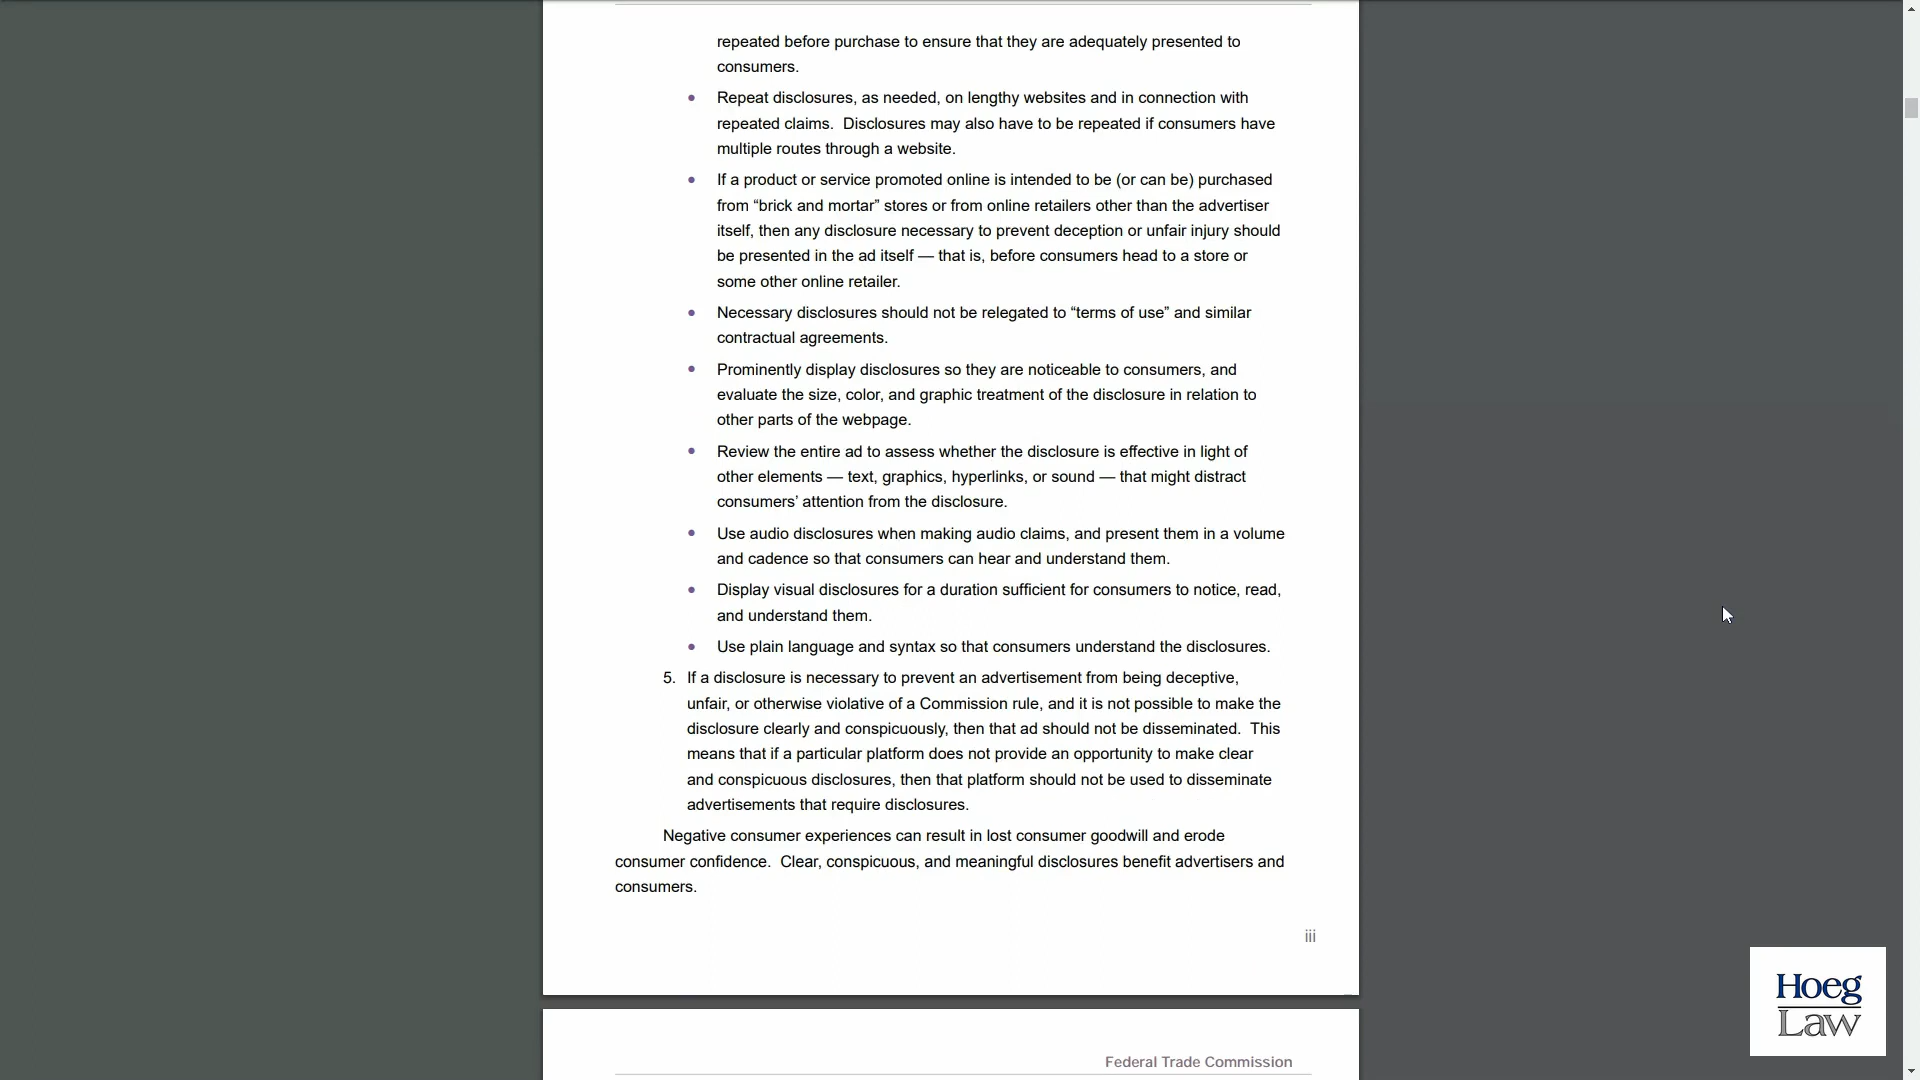 repeated before purchase to ensure that they are adequately presented to
consumers.
• Repeat disclosures, as needed, on lengthy websites and in connection with
repeated claims.  Disclosures may also have to be repeated if consumers have
multiple routes through a website.
• If a product or service promoted online is intended to be (or can be) purchased
from “brick and mortar” stores or from online retailers other than the advertiser
itself, then any disclosure necessary to prevent deception or unfair injury should
be presented in the ad itself — that is, before consumers head to a store or
some other online retailer.
• Necessary disclosures should not be relegated to “terms of use” and similar
contractual agreements.
• Prominently display disclosures so they are noticeable to consumers, and
evaluate the size, color, and graphic treatment of the disclosure in relation to
other parts of the webpage.
• Review the entire ad to assess whether the disclosure is effective in light of
other elements — text, graphics, hyperlinks, or sound — that might distract
consumers’ attention from the disclosure.
• Use audio disclosures when making audio claims, and present them in a volume
and cadence so that consumers can hear and understand them.
• Display visual disclosures for a duration sufficient for consumers to notice, read,
and understand them.
• Use plain language and syntax so that consumers understand the disclosures.
5. If a disclosure is necessary to prevent an advertisement from being deceptive,
unfair, or otherwise violative of a Commission rule, and it is not possible to make the
disclosure clearly and conspicuously, then that ad should not be disseminated.  This
means that if a particular platform does not provide an opportunity to make clear
and conspicuous disclosures, then that platform should not be used to disseminate
advertisements that require disclosures.
Negative consumer experiences can result in lost consumer goodwill and erode
consumer confidence.  Clear, conspicuous, and meaningful disclosures benefit advertisers and
consumers.
iii
Federal Trade Commission
Hoeg
Law